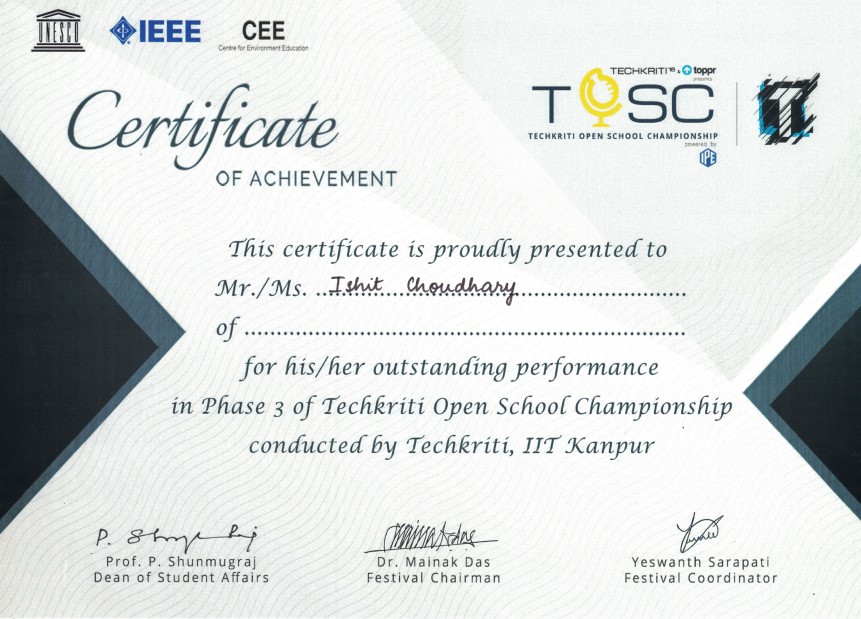 UNESCO
IEEE
CEE
Centre for Environment Education
TECHKRITI'18 & toppr
presents
TOSC
TECHKRITI OPEN SCHOOL CHAMPIONSHIP
powered by
IPE
Certificate
OF ACHIEVEMENT
This certificate is proudly presented to
Mr./Ms. Ishit Choudhary
of
for his/her outstanding performance
in Phase 3 of Techkriti Open School Championship
conducted by Techkriti, IIT Kanpur
Prof. P. Shunmugraj
Dean of Student Affairs
Dr. Mainak Das
Festival Chairman
Yeswanth Sarapati
Festival Coordinator